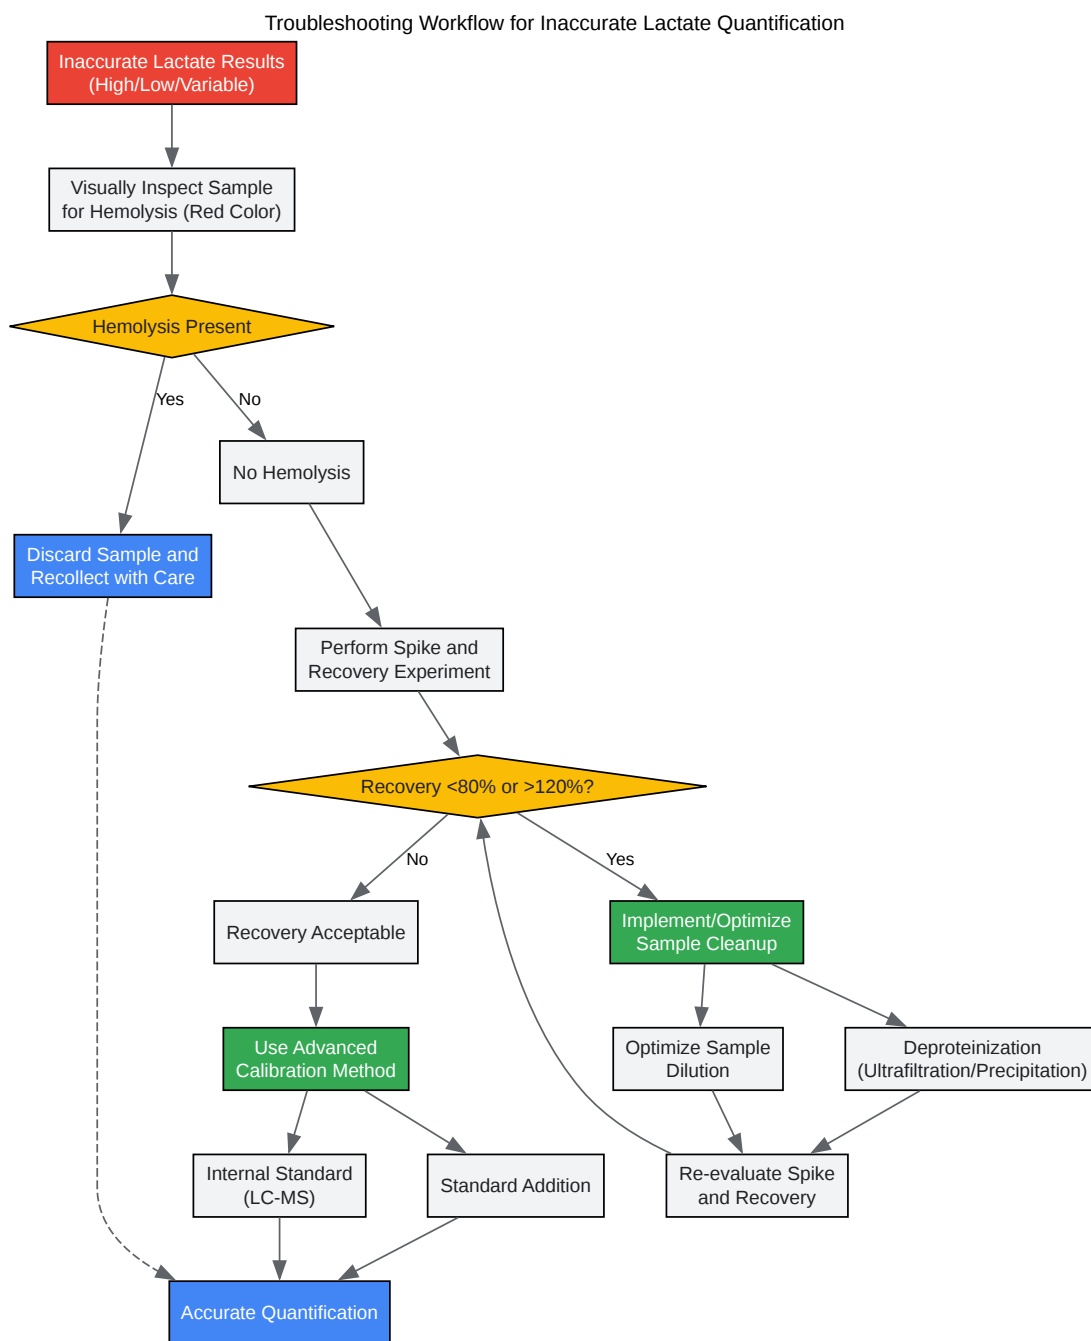 Troubleshooting Workflow for Inaccurate Lactate Quantification
Inaccurate Lactate Results
(High/Low/Variable)
Visually Inspect Sample
for Hemolysis (Red Color)
Hemolysis Present
Yes
No
No Hemolysis
Discard Sample and
Recollect with Care
Perform Spike and
Recovery Experiment
Recovery <80% or >120%?
No
Yes
Recovery Acceptable
Implement/Optimize
Sample Cleanup
Use Advanced
Calibration Method
Optimize Sample
Dilution
Deproteinization
(Ultrafiltration/Precipitation)
Internal Standard
(LC-MS)
Standard Addition
Re-evaluate Spike
and Recovery
Accurate Quantification